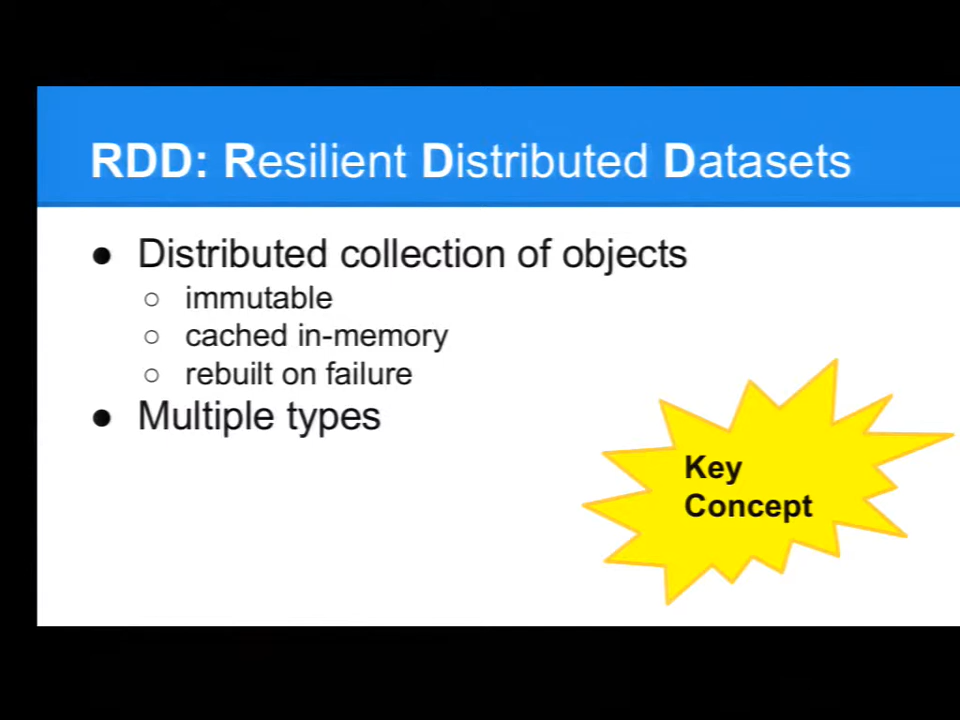 RDD: Resilient Distributed Datasets
● Distributed collection of objects
○ immutable
○ cached in-memory
○ rebuilt on failure
● Multiple types
Key
Concept